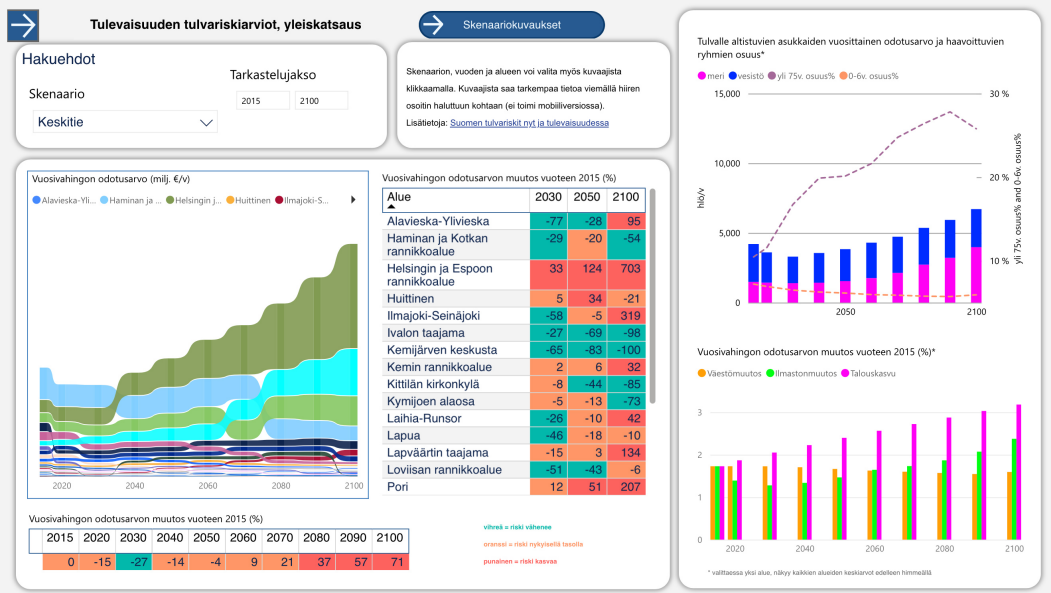 Tulevaisuuden tulvariskiarviot, yleiskatsaus
Skenaariokuvaukset
Hakuehdot
Skenaario
Keskitie
Tarkastelujakso
2015 2100
Skenaarion, vuoden ja alueen voi valita myös kuvaajista
klikkaamalla. Kuvaajista saa tarkempaa tietoa viemällä hiiren
osoitin haluttuun kohtaan (ei toimi mobiiliversiossa).
Lisätietoja: Suomen tulvariskit nyt ja tulevaisuudessa
Vuosivahingon odotusarvo (milj. €/v)
Alavieska-Yli... Haminan ja ... Helsingin j... Huittinen Ilmajoki-S...
2020 2040 2060 2080 2100
Vuosivahingon odotusarvon muutos vuoteen 2015 (%)
Alue 2030 2050 2100
Alavieska-Ylivieska -77 -28 95
Haminan ja Kotkan
rannikkoalue -29 -20 -54
Helsingin ja Espoon
rannikkoalue 33 124 703
Huittinen 5 34 -21
Ilmajoki-Seinäjoki -58 -5 319
Ivalon taajama -27 -69 -98
Kemijärven keskusta -65 -83 -100
Kemin rannikkoalue 2 6 32
Kittilän kirkonkylä -8 -44 -85
Kymijoen alaosa -5 -13 -73
Laihia-Runsor -26 -10 42
Lapua -46 -18 -10
Lapväärtin taajama -15 3 134
Loviisan rannikkoalue -51 -43 -6
Pori 12 51 207
Vuosivahingon odotusarvon muutos vuoteen 2015 (%)
2015 2020 2030 2040 2050 2060 2070 2080 2090 2100
0 -15 -27 -14 -4 9 21 37 57 71
vihreä = riski vähenee
oranssi = riski nykyisellä tasolla
punainen = riski kasvaa
Tulvalle altistuvien asukkaiden vuosittainen odotusarvo ja haavoittuvien
ryhmien osuus*
meri vesistö yli 75v. osuus% 0-6v. osuus%
15,000 30 %
10,000 20 %
5,000 10 %
0
hlö/v
yli 75v. osuus% and 0-6v. osuus%
2050 2100
Vuosivahingon odotusarvon muutos vuoteen 2015 (%)*
Väestömuutos Ilmastonmuutos Talouskasvu
3
2
1
0
2020 2040 2060 2080 2100
* valittaessa yksi alue, näkyy kaikkien alueiden keskiarvot edelleen himmeällä